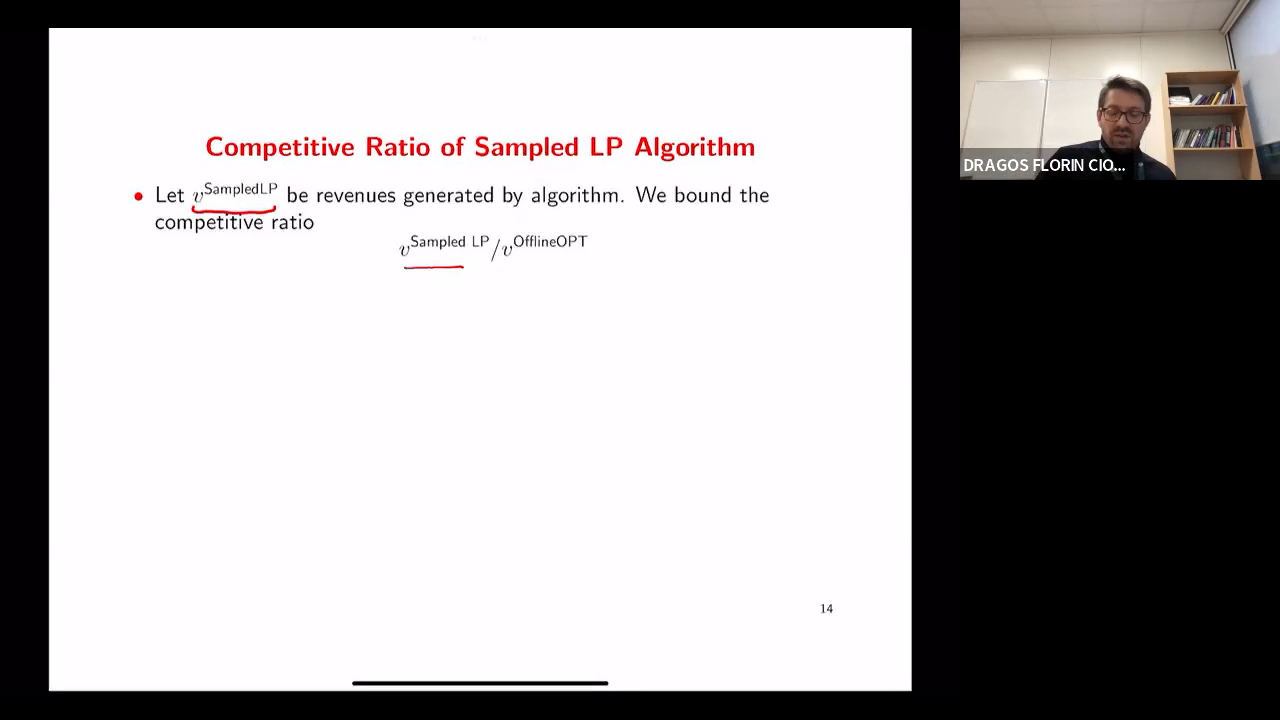 Competitive Ratio of Sampled LP Algorithm
• Let v^SampledLP be revenues generated by algorithm. We bound the
competitive ratio
v^Sampled LP/v^OfflineOPT
14
DRAGOS FLORIN CIO...